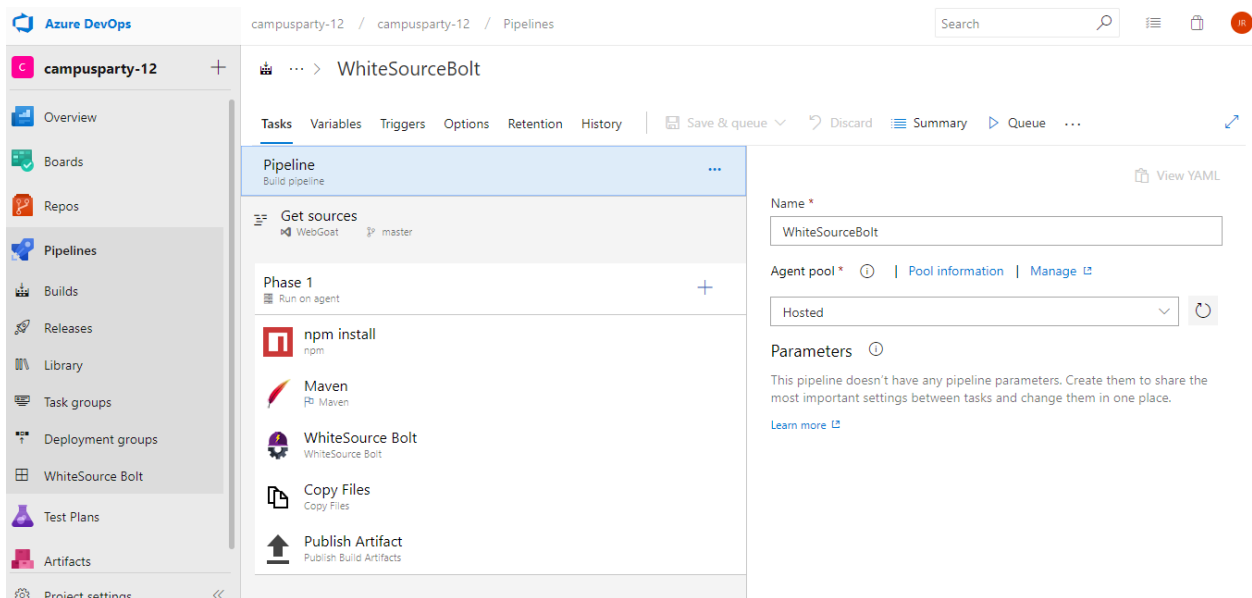 Azure DevOps
campusparty-12 / campusparty-12 / Pipelines
Search
JR
C
campusparty-12
Overview
Boards
Repos
Pipelines
Builds
Releases
Library
Task groups
Deployment groups
WhiteSource Bolt
Test Plans
Artifacts
Project settings
··· > WhiteSourceBolt
Tasks Variables Triggers Options Retention History Save & queue Discard Summary Queue ...
Pipeline
Build pipeline
Get sources
WebGoat master
Phase 1
Run on agent
npm install
npm
Maven
Maven
WhiteSource Bolt
WhiteSource Bolt
Copy Files
Copy Files
Publish Artifact
Publish Build Artifacts
View YAML
Name *
WhiteSourceBolt
Agent pool * | Pool information | Manage
Hosted
Parameters
This pipeline doesn't have any pipeline parameters. Create them to share the
most important settings between tasks and change them in one place.
Learn more